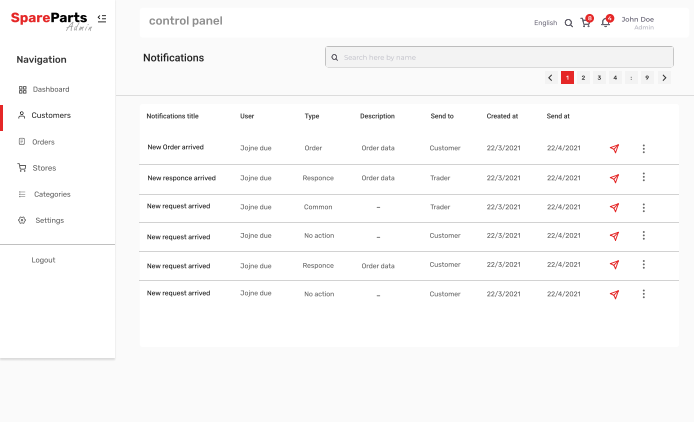 SpareParts
Admin
control panel
English
6
4
John Doe
Admin
Navigation
Dashboard
Customers
Orders
Stores
Categories
Settings
Logout
Notifications
Search here by name
1 2 3 4 : 9
Notifications title User Type Description Send to Created at Send at
New Order arrived Jojne due Order Order data Customer 22/3/2021 22/4/2021
New responce arrived Jojne due Responce Order data Trader 22/3/2021 22/4/2021
New request arrived Jojne due Common – Trader 22/3/2021 22/4/2021
New request arrived Jojne due No action – Customer 22/3/2021 22/4/2021
New request arrived Jojne due Responce Order data Customer 22/3/2021 22/4/2021
New request arrived Jojne due No action – Customer 22/3/2021 22/4/2021